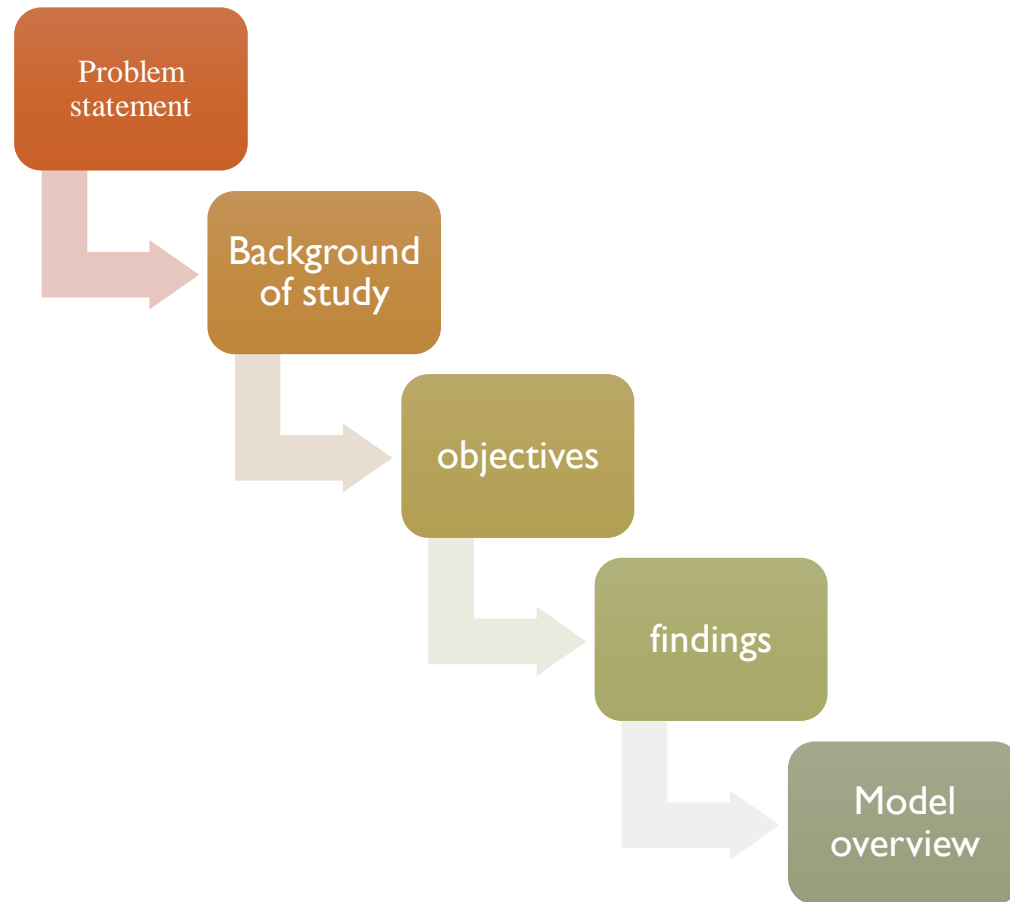 Problem
statement
Background
of study
objectives
findings
Model
overview